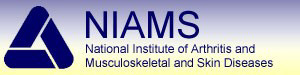 NIAMS
National Institute of Arthritis and
Musculoskeletal and Skin Diseases